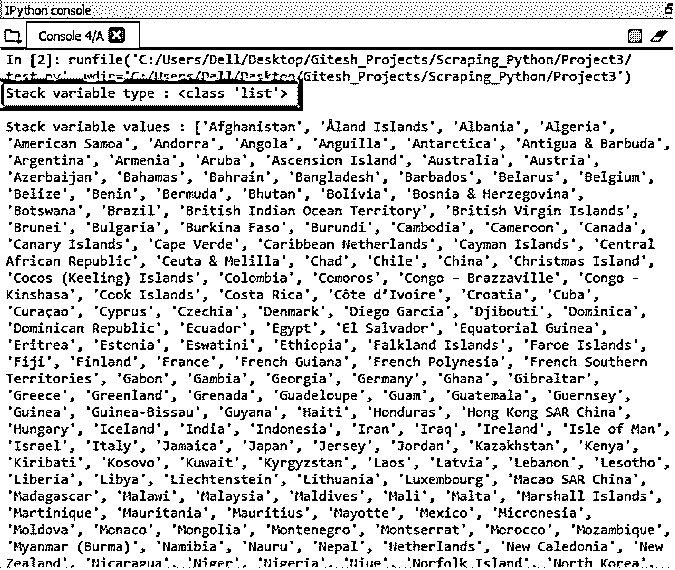 IPython console
Console 4/A
In [2]: runfile('C:/Users/Dell/Desktop/Gitesh_Projects/Scraping_Python/Project3/
test.py', wdir='C:/Users/Dell/Desktop/Gitesh_Projects/Scraping_Python/Project3')
Stack variable type : <class 'list'>
Stack variable values : ['Afghanistan', 'Åland Islands', 'Albania', 'Algeria',
'American Samoa', 'Andorra', 'Angola', 'Anguilla', 'Antarctica', 'Antigua & Barbuda',
'Argentina', 'Armenia', 'Aruba', 'Ascension Island', 'Australia', 'Austria',
'Azerbaijan', 'Bahamas', 'Bahrain', 'Bangladesh', 'Barbados', 'Belarus', 'Belgium',
'Belize', 'Benin', 'Bermuda', 'Bhutan', 'Bolivia', 'Bosnia & Herzegovina',
'Botswana', 'Brazil', 'British Indian Ocean Territory', 'British Virgin Islands',
'Brunei', 'Bulgaria', 'Burkina Faso', 'Burundi', 'Cambodia', 'Cameroon', 'Canada',
'Canary Islands', 'Cape Verde', 'Caribbean Netherlands', 'Cayman Islands', 'Central
African Republic', 'Ceuta & Melilla', 'Chad', 'Chile', 'China', 'Christmas Island',
'Cocos (Keeling) Islands', 'Colombia', 'Comoros', 'Congo - Brazzaville', 'Congo -
Kinshasa', 'Cook Islands', 'Costa Rica', 'Côte d'Ivoire', 'Croatia', 'Cuba',
'Curaçao', 'Cyprus', 'Czechia', 'Denmark', 'Diego Garcia', 'Djibouti', 'Dominica',
'Dominican Republic', 'Ecuador', 'Egypt', 'El Salvador', 'Equatorial Guinea',
'Eritrea', 'Estonia', 'Eswatini', 'Ethiopia', 'Falkland Islands', 'Faroe Islands',
'Fiji', 'Finland', 'France', 'French Guiana', 'French Polynesia', 'French Southern
Territories', 'Gabon', 'Gambia', 'Georgia', 'Germany', 'Ghana', 'Gibraltar',
'Greece', 'Greenland', 'Grenada', 'Guadeloupe', 'Guam', 'Guatemala', 'Guernsey',
'Guinea', 'Guinea-Bissau', 'Guyana', 'Haiti', 'Honduras', 'Hong Kong SAR China',
'Hungary', 'Iceland', 'India', 'Indonesia', 'Iran', 'Iraq', 'Ireland', 'Isle of Man',
'Israel', 'Italy', 'Jamaica', 'Japan', 'Jersey', 'Jordan', 'Kazakhstan', 'Kenya',
'Kiribati', 'Kosovo', 'Kuwait', 'Kyrgyzstan', 'Laos', 'Latvia', 'Lebanon', 'Lesotho',
'Liberia', 'Libya', 'Liechtenstein', 'Lithuania', 'Luxembourg', 'Macao SAR China',
'Madagascar', 'Malawi', 'Malaysia', 'Maldives', 'Mali', 'Malta', 'Marshall Islands',
'Martinique', 'Mauritania', 'Mauritius', 'Mayotte', 'Mexico', 'Micronesia',
'Moldova', 'Monaco', 'Mongolia', 'Montenegro', 'Montserrat', 'Morocco', 'Mozambique',
'Myanmar (Burma)', 'Namibia', 'Nauru', 'Nepal', 'Netherlands', 'New Caledonia', 'New
Zealand', 'Nicaragua', 'Niger', 'Nigeria', 'Niue', 'Norfolk Island', 'North Korea',